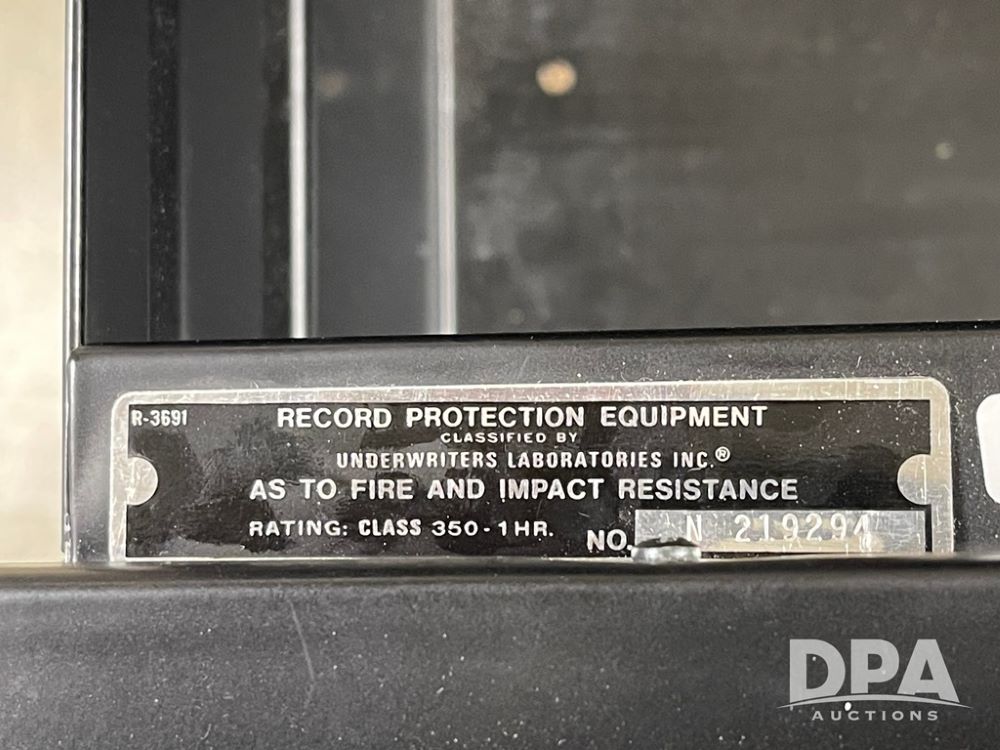 R-3691
RECORD PROTECTION EQUIPMENT
CLASSIFIED BY
UNDERWRITERS LABORATORIES INC.®
AS TO FIRE AND IMPACT RESISTANCE
RATING: CLASS 350-1HR.
NO. N 219294
DPA
AUCTIONS